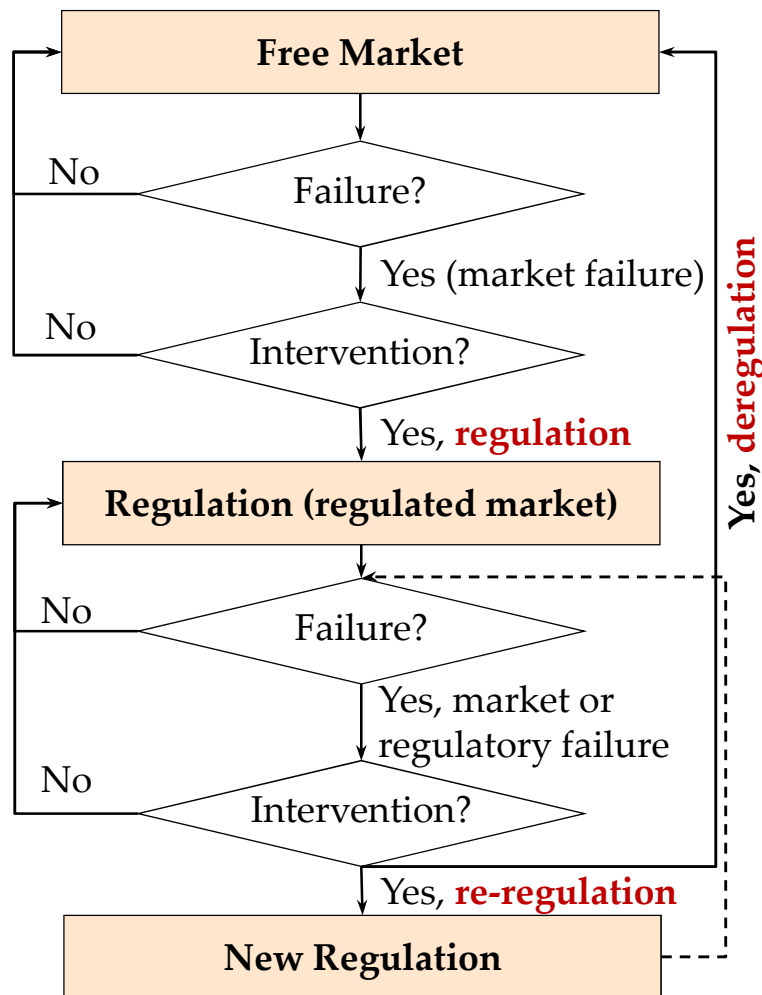 Free Market
No
Failure?
Yes (market failure)
No
Intervention?
Yes, regulation
Yes, deregulation
Regulation (regulated market)
No
Failure?
Yes, market or
regulatory failure
No
Intervention?
Yes, re-regulation
New Regulation